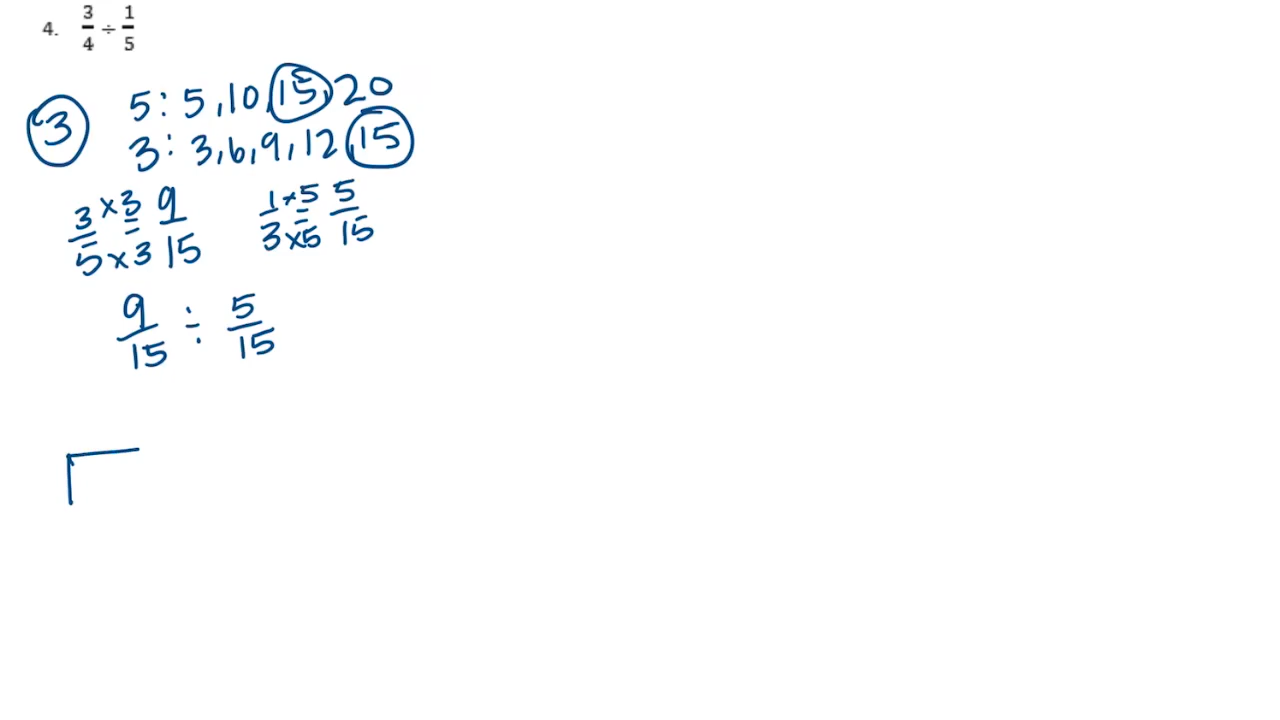 4. 3/4 ÷ 1/5
3 5: 5, 10, 15, 20
3: 3, 6, 9, 12, 15
3/5 × 3/× 3 = 9/15 1/3 × 5/× 5 = 5/15
9/15 ÷ 5/15